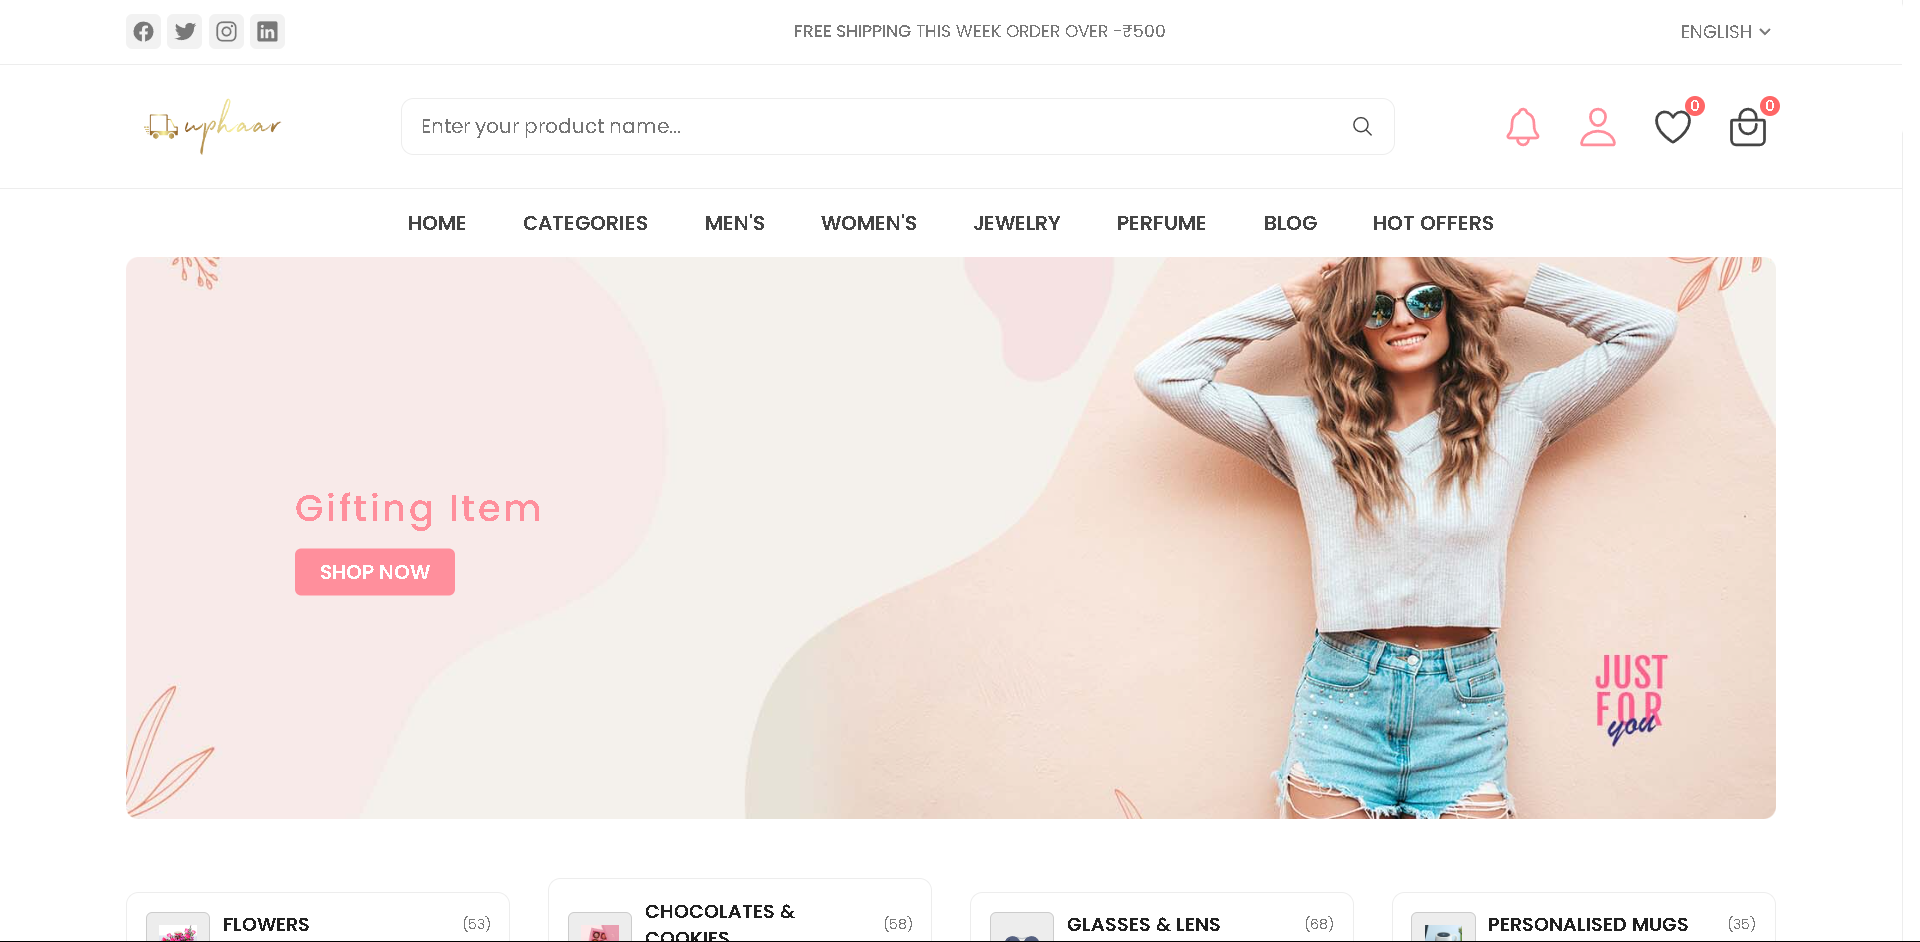 FREE SHIPPING THIS WEEK ORDER OVER -₹500
ENGLISH
uphaar
Enter your product name...
0
0
HOME CATEGORIES MEN'S WOMEN'S JEWELRY PERFUME BLOG HOT OFFERS
Gifting Item
SHOP NOW
JUST
FOR
you
FLOWERS (53)
CHOCOLATES &
COOKIES (58)
GLASSES & LENS (68)
PERSONALISED MUGS (35)